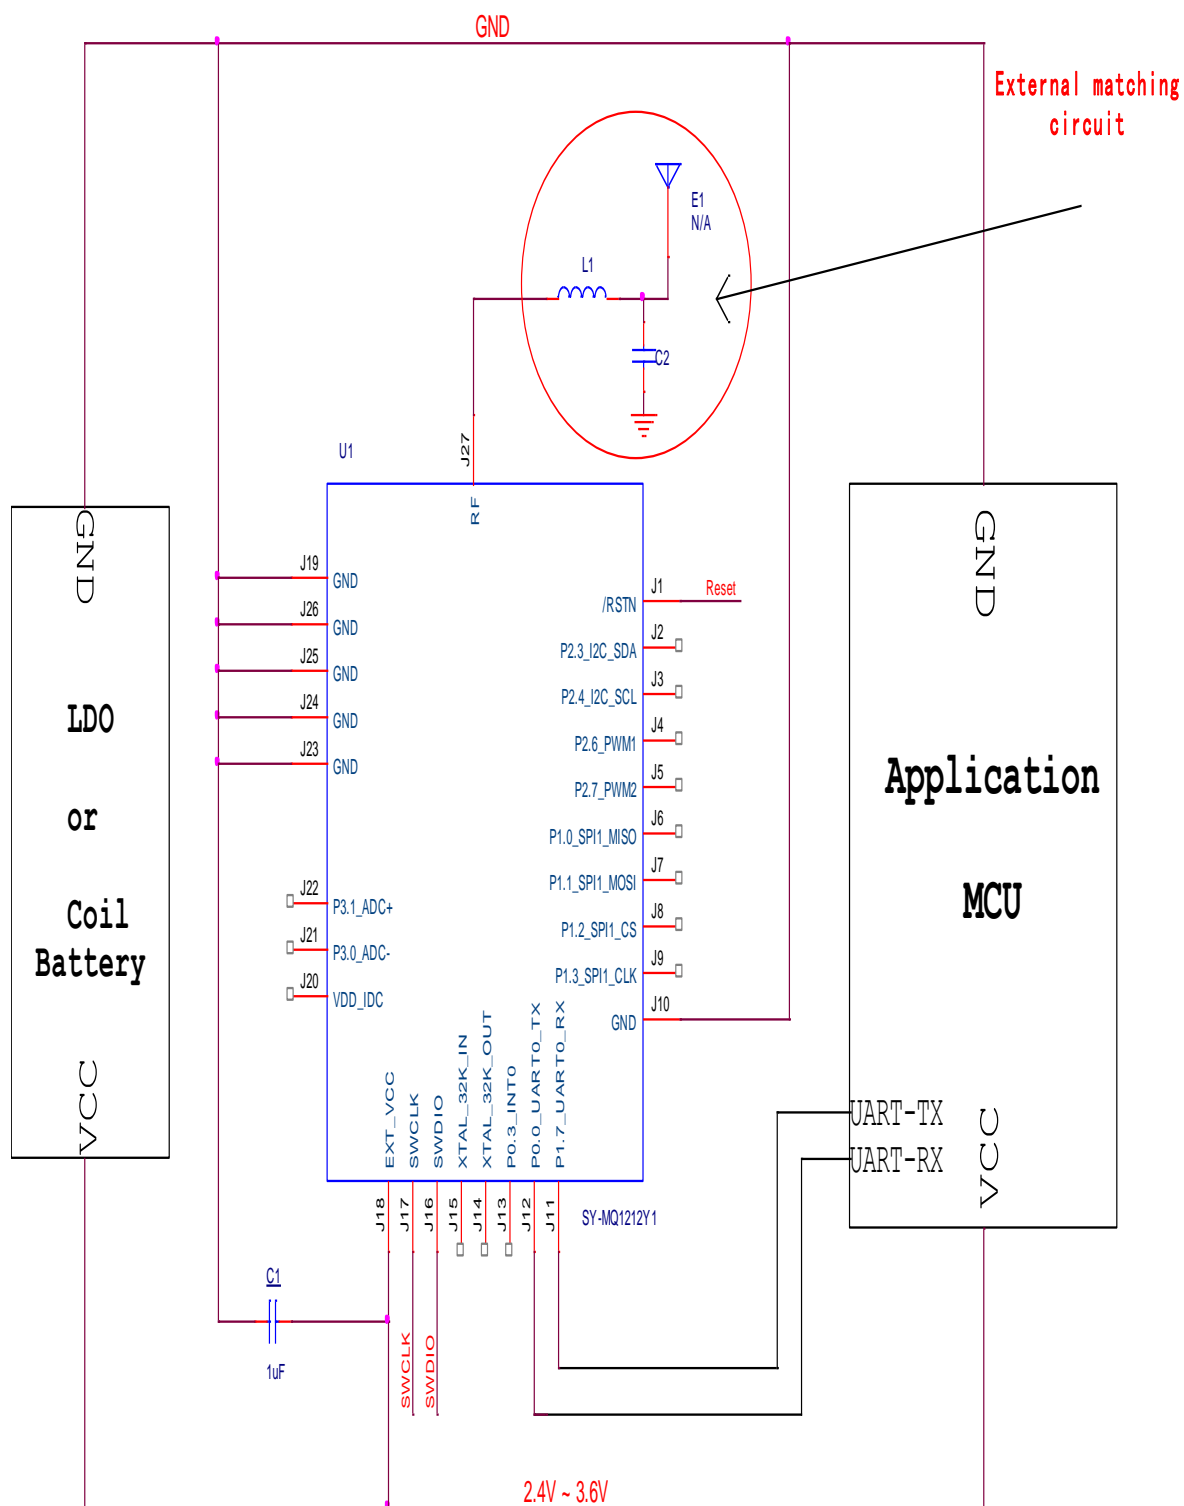 GND
External matching
circuit
E1
N/A
L1
C2
J27
U1
RF
GND
LDO
or
Coil
Battery
VCC
J19
GND
J26
GND
J25
GND
J24
GND
J23
GND
J22
P3.1_ADC+
J21
P3.0_ADC-
J20
VDD_IDC
J1
/RSTN
Reset
J2
P2.3_I2C_SDA
J3
P2.4_I2C_SCL
J4
P2.6_PWM1
J5
P2.7_PWM2
J6
P1.0_SPI1_MISO
J7
P1.1_SPI1_MOSI
J8
P1.2_SPI1_CS
J9
P1.3_SPI1_CLK
J10
GND
EXT_VCC
SWCLK
SWDIO
XTAL_32K_IN
XTAL_32K_OUT
P0.3_INT0
P0.0_UART0_TX
P1.7_UART0_RX
J18
J17
J16
J15
J14
J13
J12
J11
SY-MQ1212Y1
GND
Application
MCU
UART-TX
UART-RX
VCC
C1
1uF
SWCLK
SWDIO
2.4V ~ 3.6V